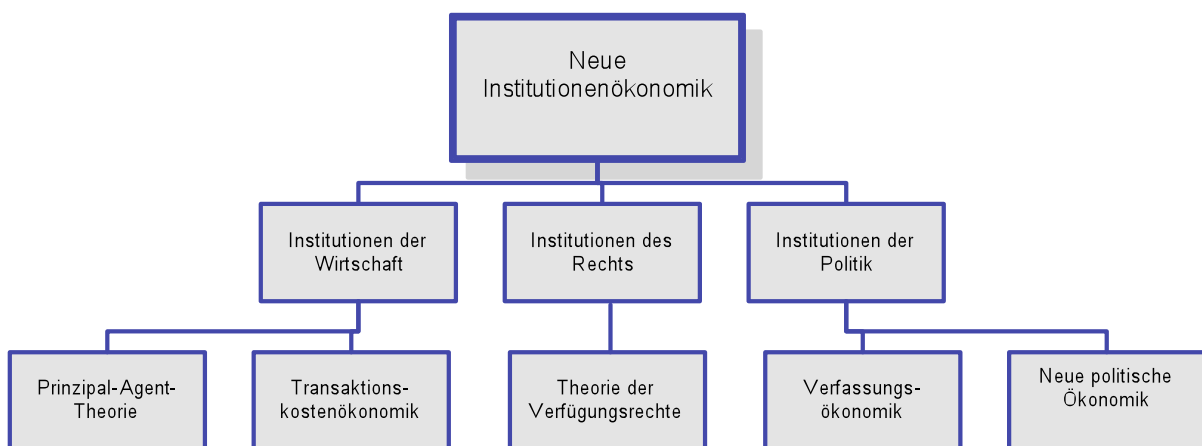 Neue
Institutionenökonomik
Institutionen der
Wirtschaft
Institutionen des
Rechts
Institutionen der
Politik
Prinzipal-Agent-
Theorie
Transaktions-
kostenökonomik
Theorie der
Verfügungsrechte
Verfassungs-
ökonomik
Neue politische
Ökonomik